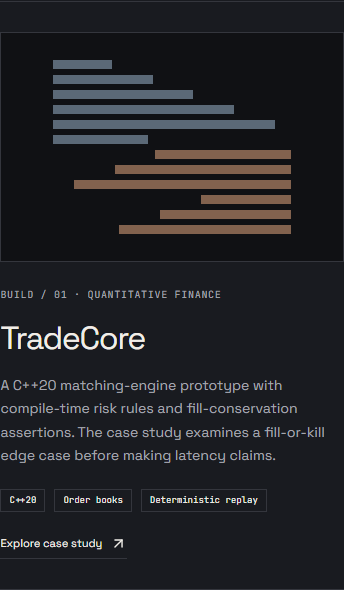 BUILD / 01 · QUANTITATIVE FINANCE
TradeCore
A C++20 matching-engine prototype with
compile-time risk rules and fill-conservation
assertions. The case study examines a fill-or-kill
edge case before making latency claims.
C++20
Order books
Deterministic replay
Explore case study ↗